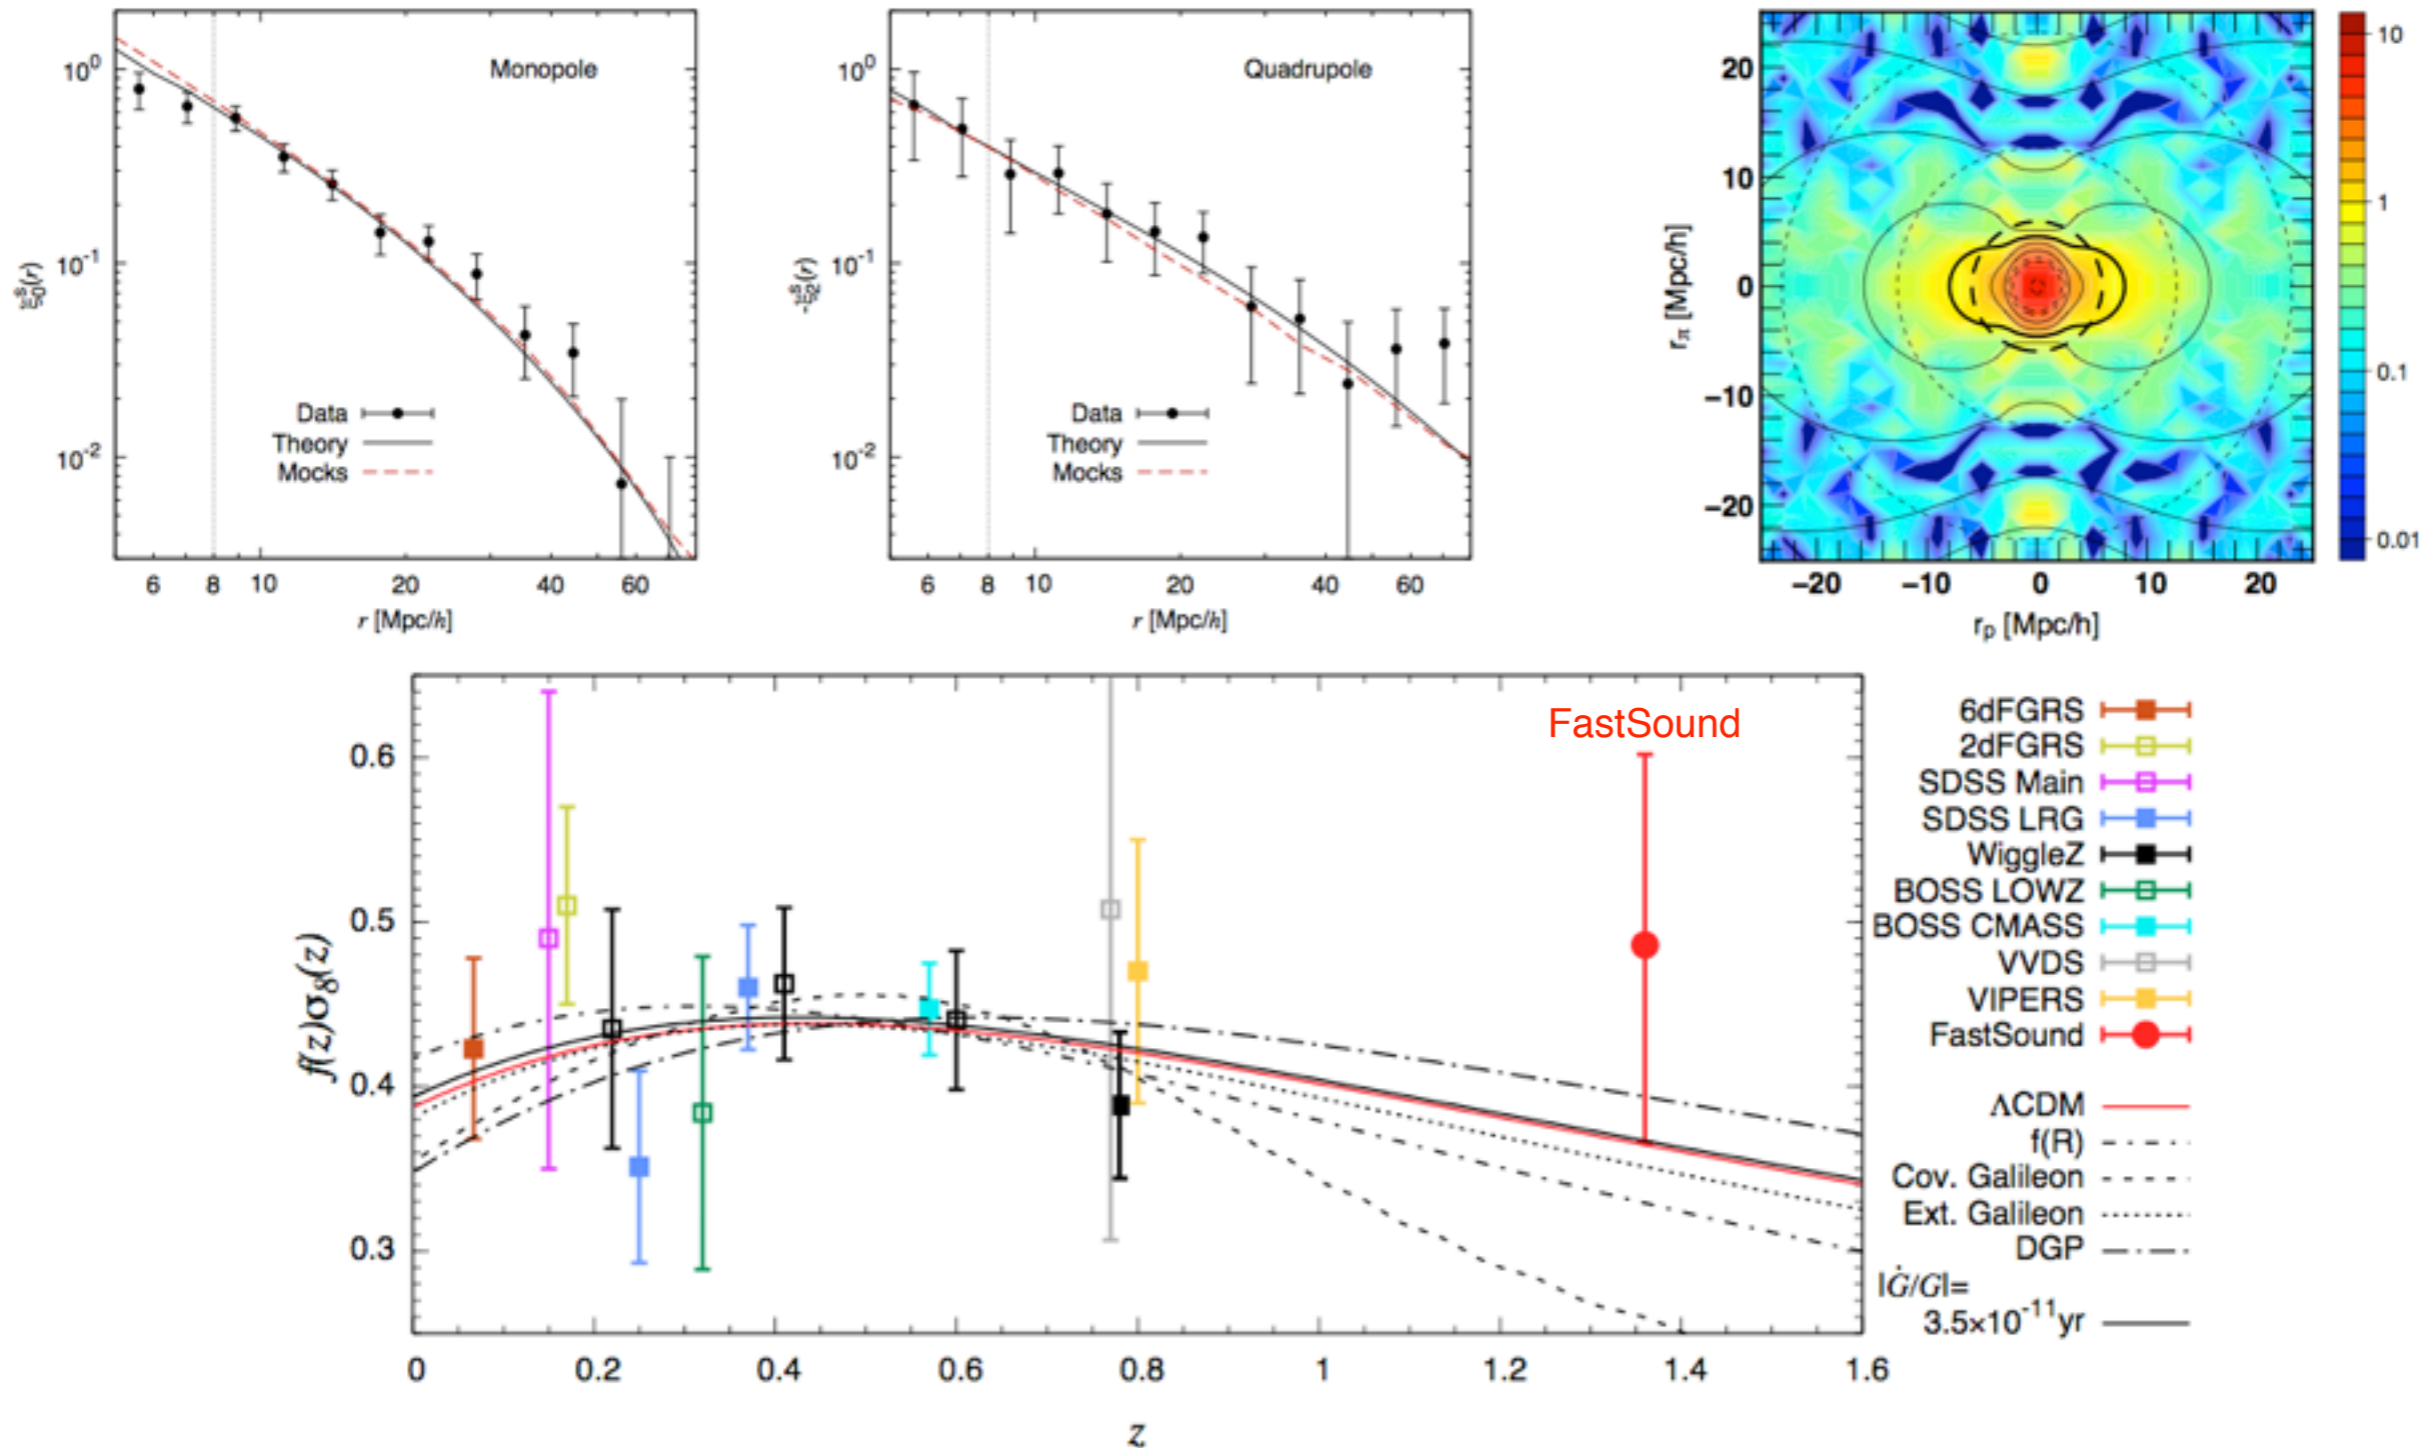 Monopole
10⁰
10⁻¹
10⁻²
ξ₀ˢ(r)
Data
Theory
Mocks
6 8 10 20 40 60
r [Mpc/h]
Quadrupole
10⁰
10⁻¹
10⁻²
-ξ₂ˢ(r)
Data
Theory
Mocks
6 8 10 20 40 60
r [Mpc/h]
20
10
0
−10
−20
r_π [Mpc/h]
−20 −10 0 10 20
r_p [Mpc/h]
10
1
0.1
0.01
FastSound
0.6
0.5
0.4
0.3
f(z)σ₈(z)
0 0.2 0.4 0.6 0.8 1 1.2 1.4 1.6
z
6dFGRS
2dFGRS
SDSS Main
SDSS LRG
WiggleZ
BOSS LOWZ
BOSS CMASS
VVDS
VIPERS
FastSound
ΛCDM
f(R)
Cov. Galileon
Ext. Galileon
DGP
|Ġ/G|=
3.5×10⁻¹¹yr